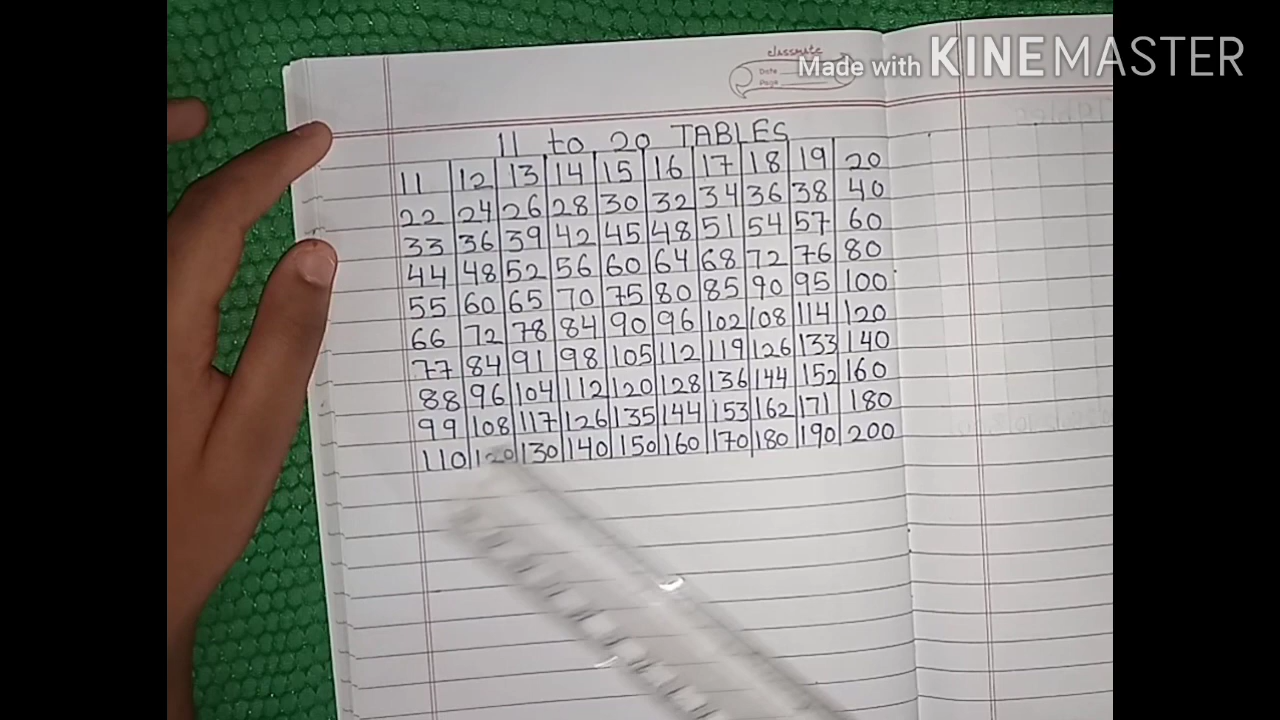 classmate
Date
Page
Made with KINEMASTER
11 to 20 TABLES
11 12 13 14 15 16 17 18 19 20
22 24 26 28 30 32 34 36 38 40
33 36 39 42 45 48 51 54 57 60
44 48 52 56 60 64 68 72 76 80
55 60 65 70 75 80 85 90 95 100
66 72 78 84 90 96 102 108 114 120
77 84 91 98 105 112 119 126 133 140
88 96 104 112 120 128 136 144 152 160
99 108 117 126 135 144 153 162 171 180
110 120 130 140 150 160 170 180 190 200